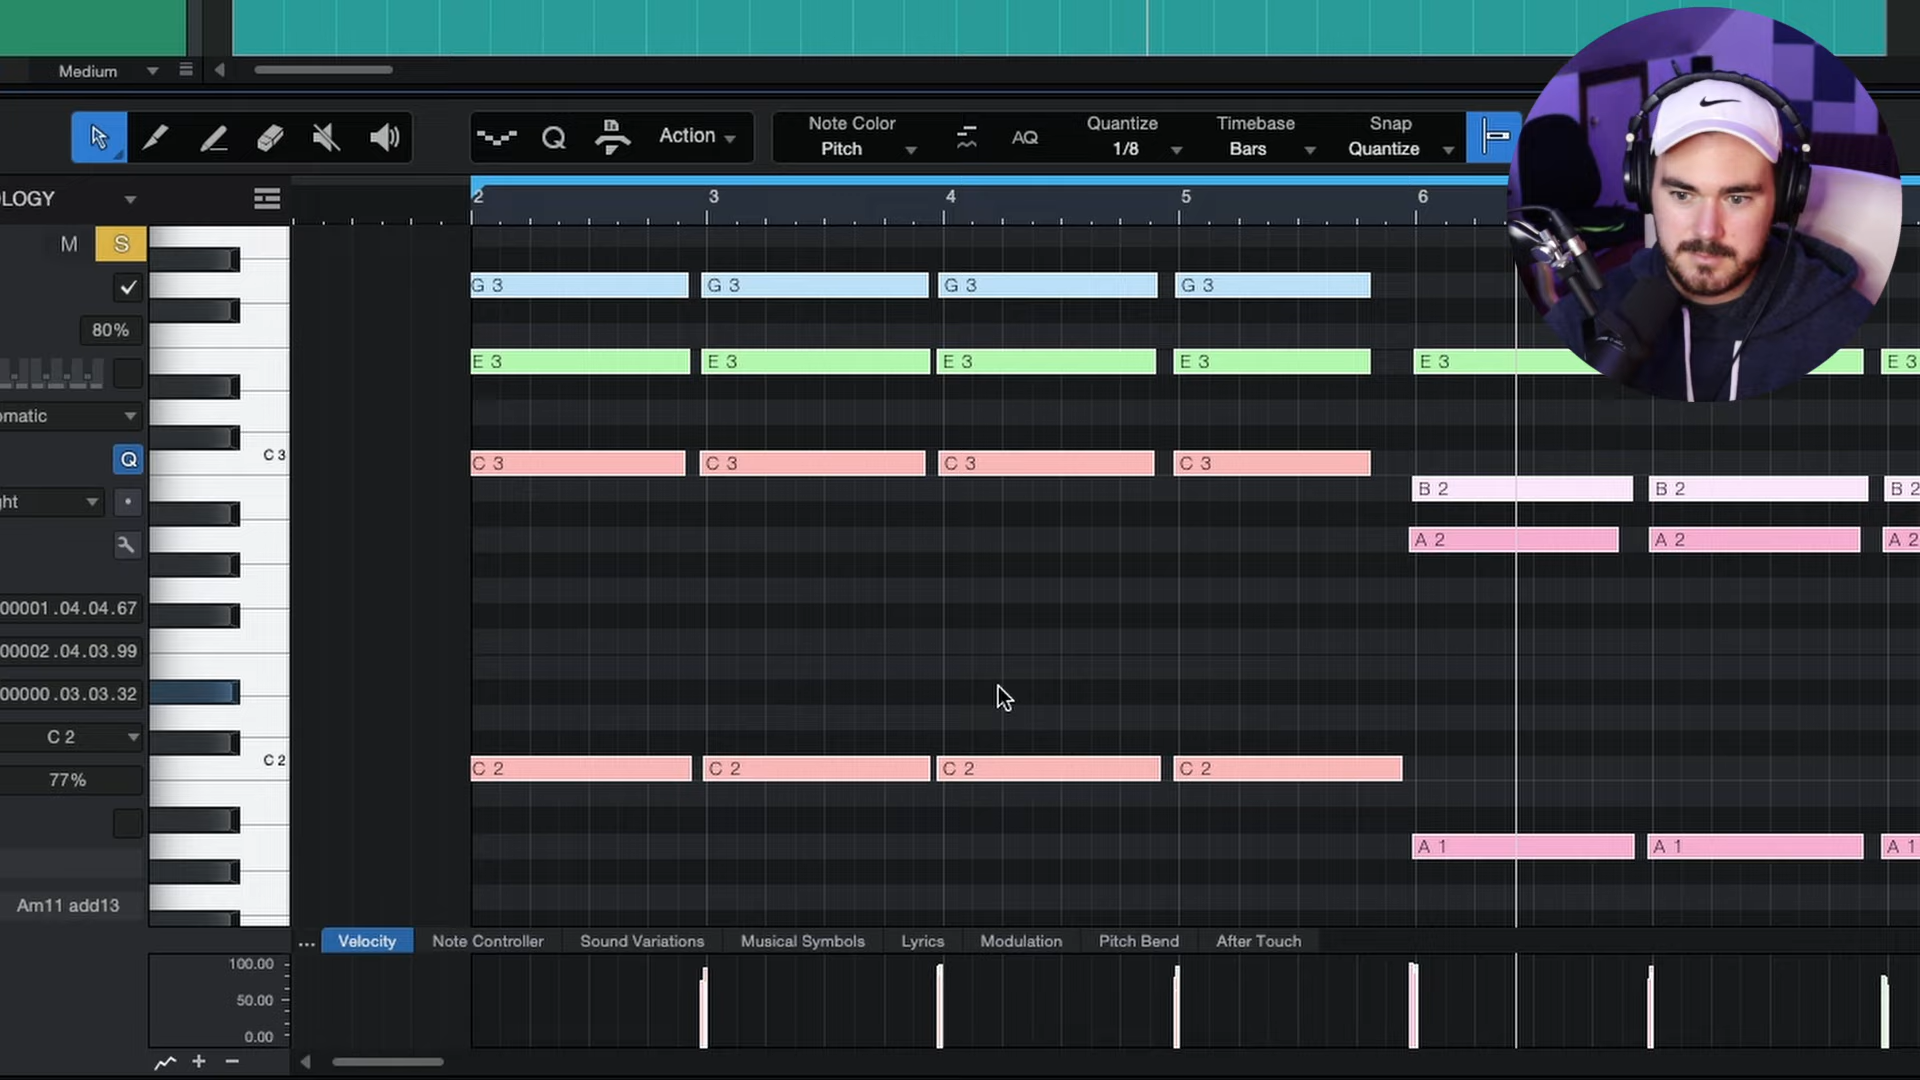 Medium
Action
Note Color
Pitch
AQ
Quantize
1/8
Timebase
Bars
Snap
Quantize
LOGY
2 3 4 5 6
M S
80%
omatic
Q
ght
00001.04.04.67
00002.04.03.99
00000.03.03.32
C 2
77%
Am11 add13
C 3
C 2
G 3 G 3 G 3 G 3
E 3 E 3 E 3 E 3 E 3 E 3
C 3 C 3 C 3 C 3
B 2 B 2 B 2
A 2 A 2 A 2
C 2 C 2 C 2 C 2
A 1 A 1 A 1
... Velocity Note Controller Sound Variations Musical Symbols Lyrics Modulation Pitch Bend After Touch
100.00
50.00
0.00